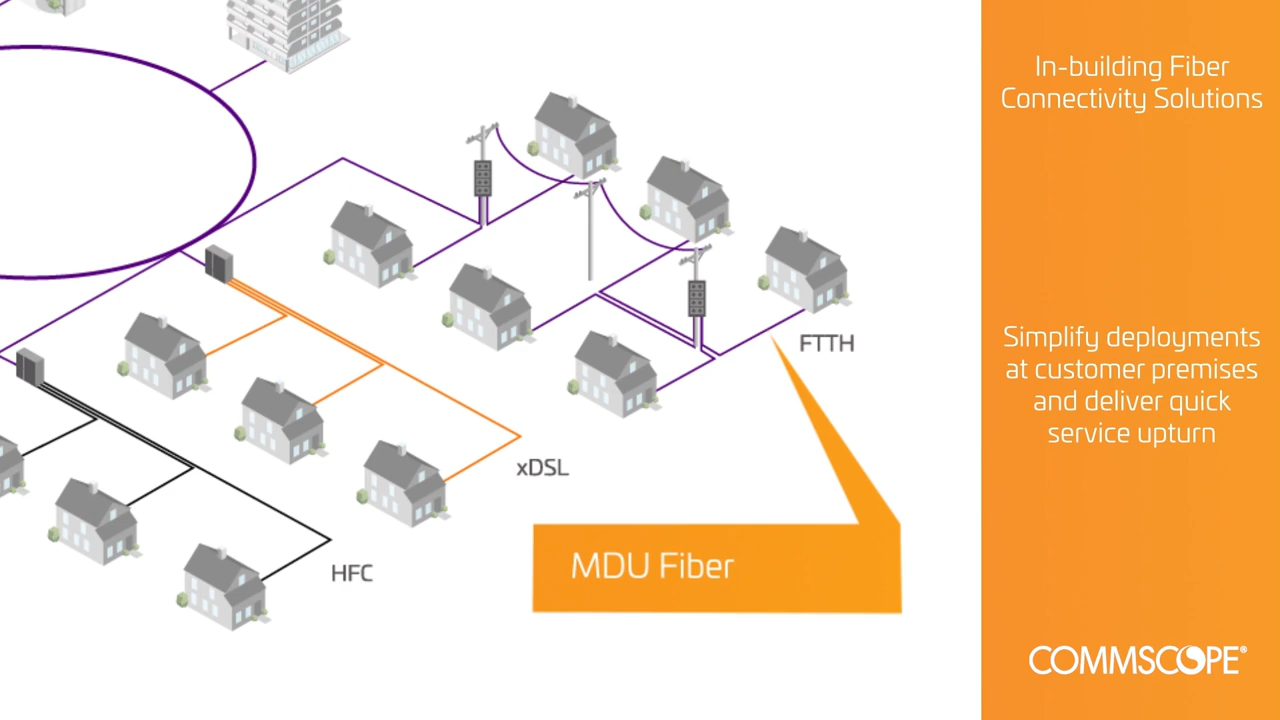 In-building Fiber
Connectivity Solutions
FTTH
Simplify deployments
at customer premises
and deliver quick
service upturn
xDSL
MDU Fiber
HFC
COMMSCOPE®